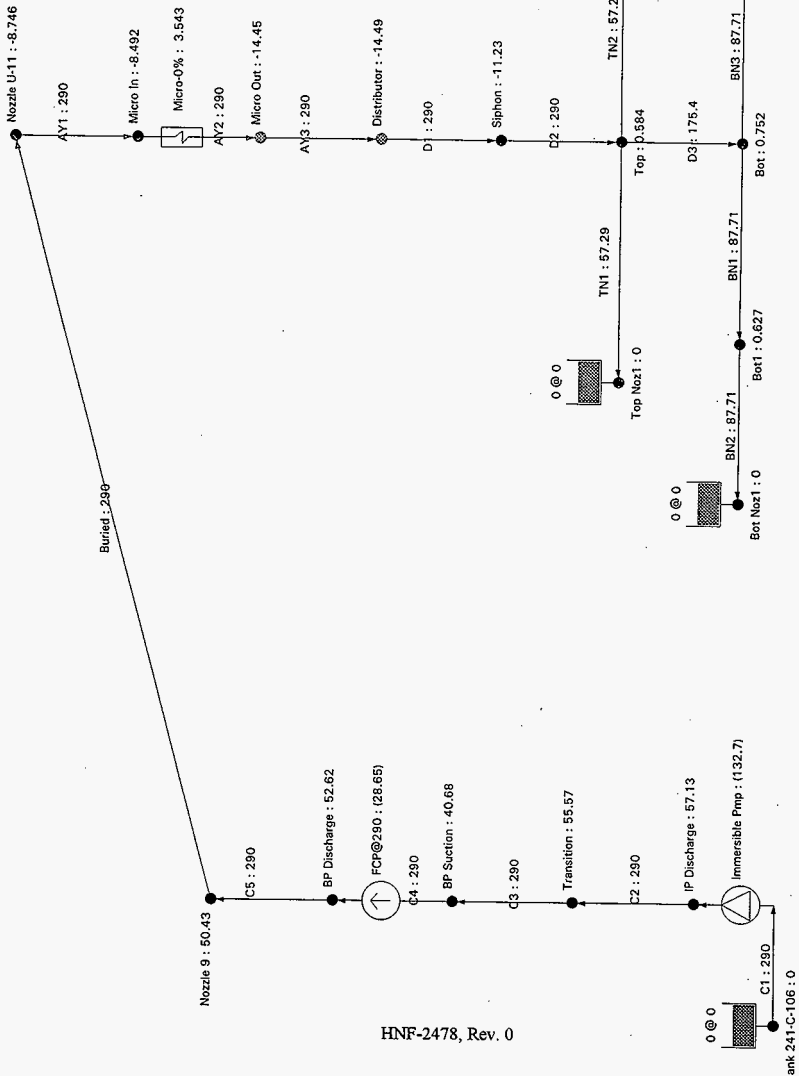 Nozzle U-11 : -8.746
AY1 : 290
Micro In : -8.492
Micro-0% : 3.543
AY2 : 290
Micro Out : -14.45
AY3 : 290
Distributor : -14.49
D1 : 290
Siphon : -11.23
D2 : 290
TN2 : 57.2
Top : 0.584
D3 : 175.4
BN3 : 87.71
Bot : 0.752
TN1 : 57.29
0 @ 0
Top Noz1 : 0
BN1 : 87.71
Bot1 : 0.627
BN2 : 87.71
0 @ 0
Bot Noz1 : 0
Buried : 290
Nozzle 9 : 50.43
C5 : 290
BP Discharge : 52.62
FCP@290 : (28.65)
C4 : 290
BP Suction : 40.68
C3 : 290
Transition : 55.57
C2 : 290
IP Discharge : 57.13
Immersible Pmp : (132.7)
C1 : 290
0 @ 0
ank 241-C-106 : 0
HNF-2478, Rev. 0